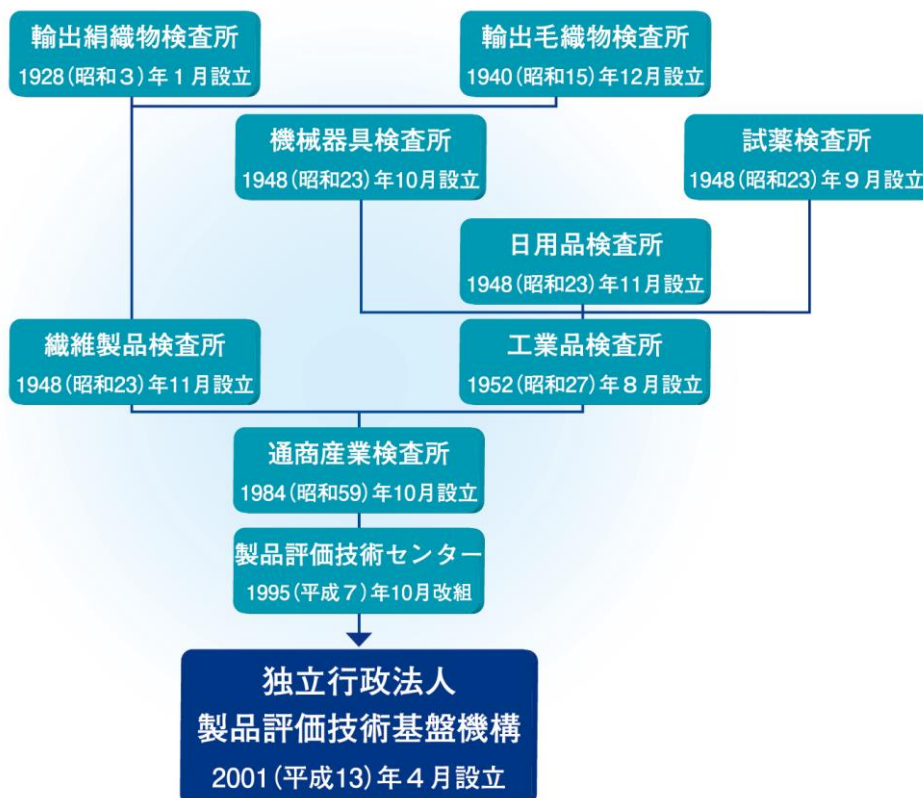 輸出絹織物検査所
1928(昭和3)年1月設立
輸出毛織物検査所
1940(昭和15)年12月設立
機械器具検査所
1948(昭和23)年10月設立
試薬検査所
1948(昭和23)年9月設立
日用品検査所
1948(昭和23)年11月設立
繊維製品検査所
1948(昭和23)年11月設立
工業品検査所
1952(昭和27)年8月設立
通商産業検査所
1984(昭和59)年10月設立
製品評価技術センター
1995(平成7)年10月改組
独立行政法人
製品評価技術基盤機構
2001(平成13)年4月設立